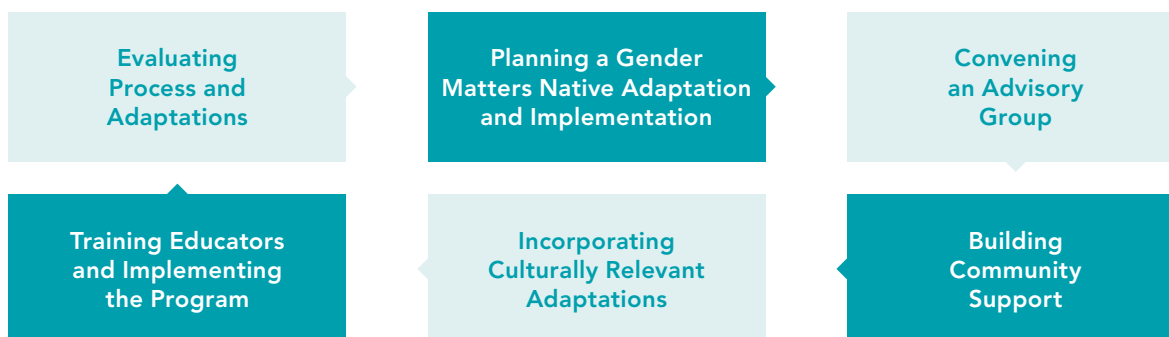 Evaluating
Process and
Adaptations
Planning a Gender
Matters Native Adaptation
and Implementation
Convening
an Advisory
Group
Training Educators
and Implementing
the Program
Incorporating
Culturally Relevant
Adaptations
Building
Community
Support